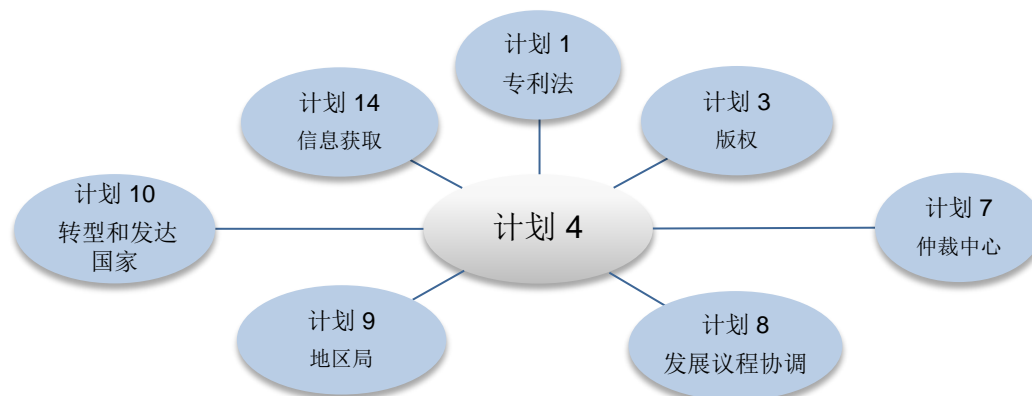 计划 1
专利法
计划 14
信息获取
计划 3
版权
计划 10
转型和发达
国家
计划 4
计划 7
仲裁中心
计划 9
地区局
计划 8
发展议程协调